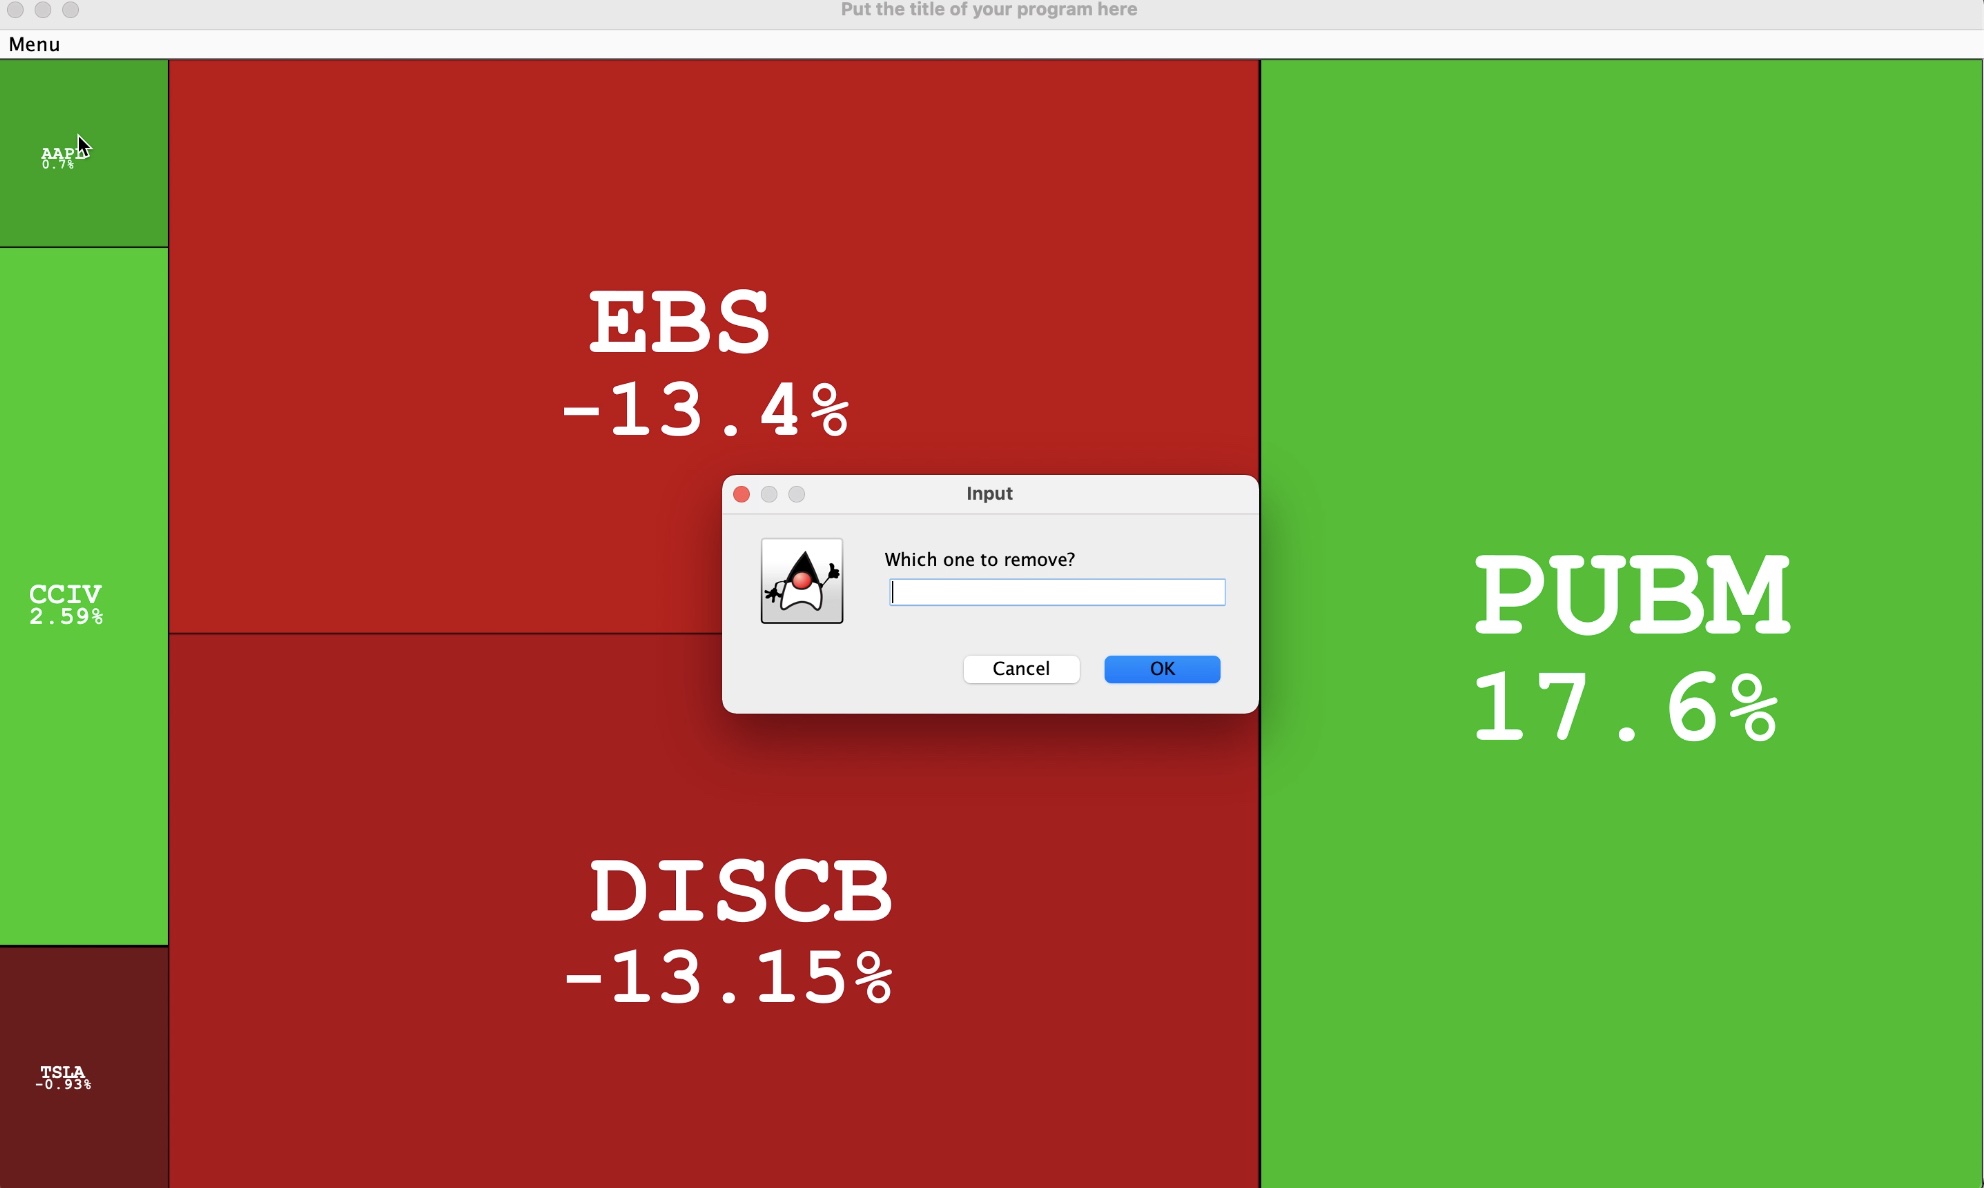 Put the title of your program here
Menu
AAPL
0.7%
CCIV
2.59%
TSLA
-0.93%
EBS
-13.4%
DISCB
-13.15%
PUBM
17.6%
Input
Which one to remove?
Cancel
OK